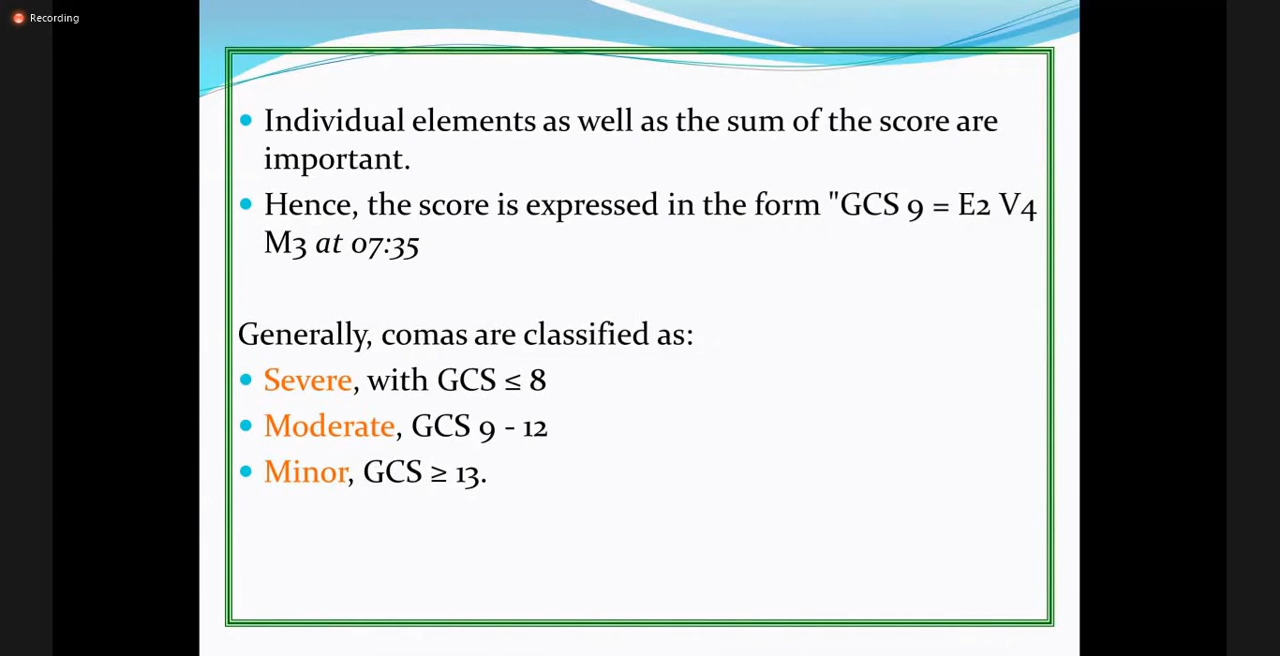 Recording
• Individual elements as well as the sum of the score are
important.
• Hence, the score is expressed in the form "GCS 9 = E2 V4
M3 at 07:35
Generally, comas are classified as:
• Severe, with GCS ≤ 8
• Moderate, GCS 9 - 12
• Minor, GCS ≥ 13.